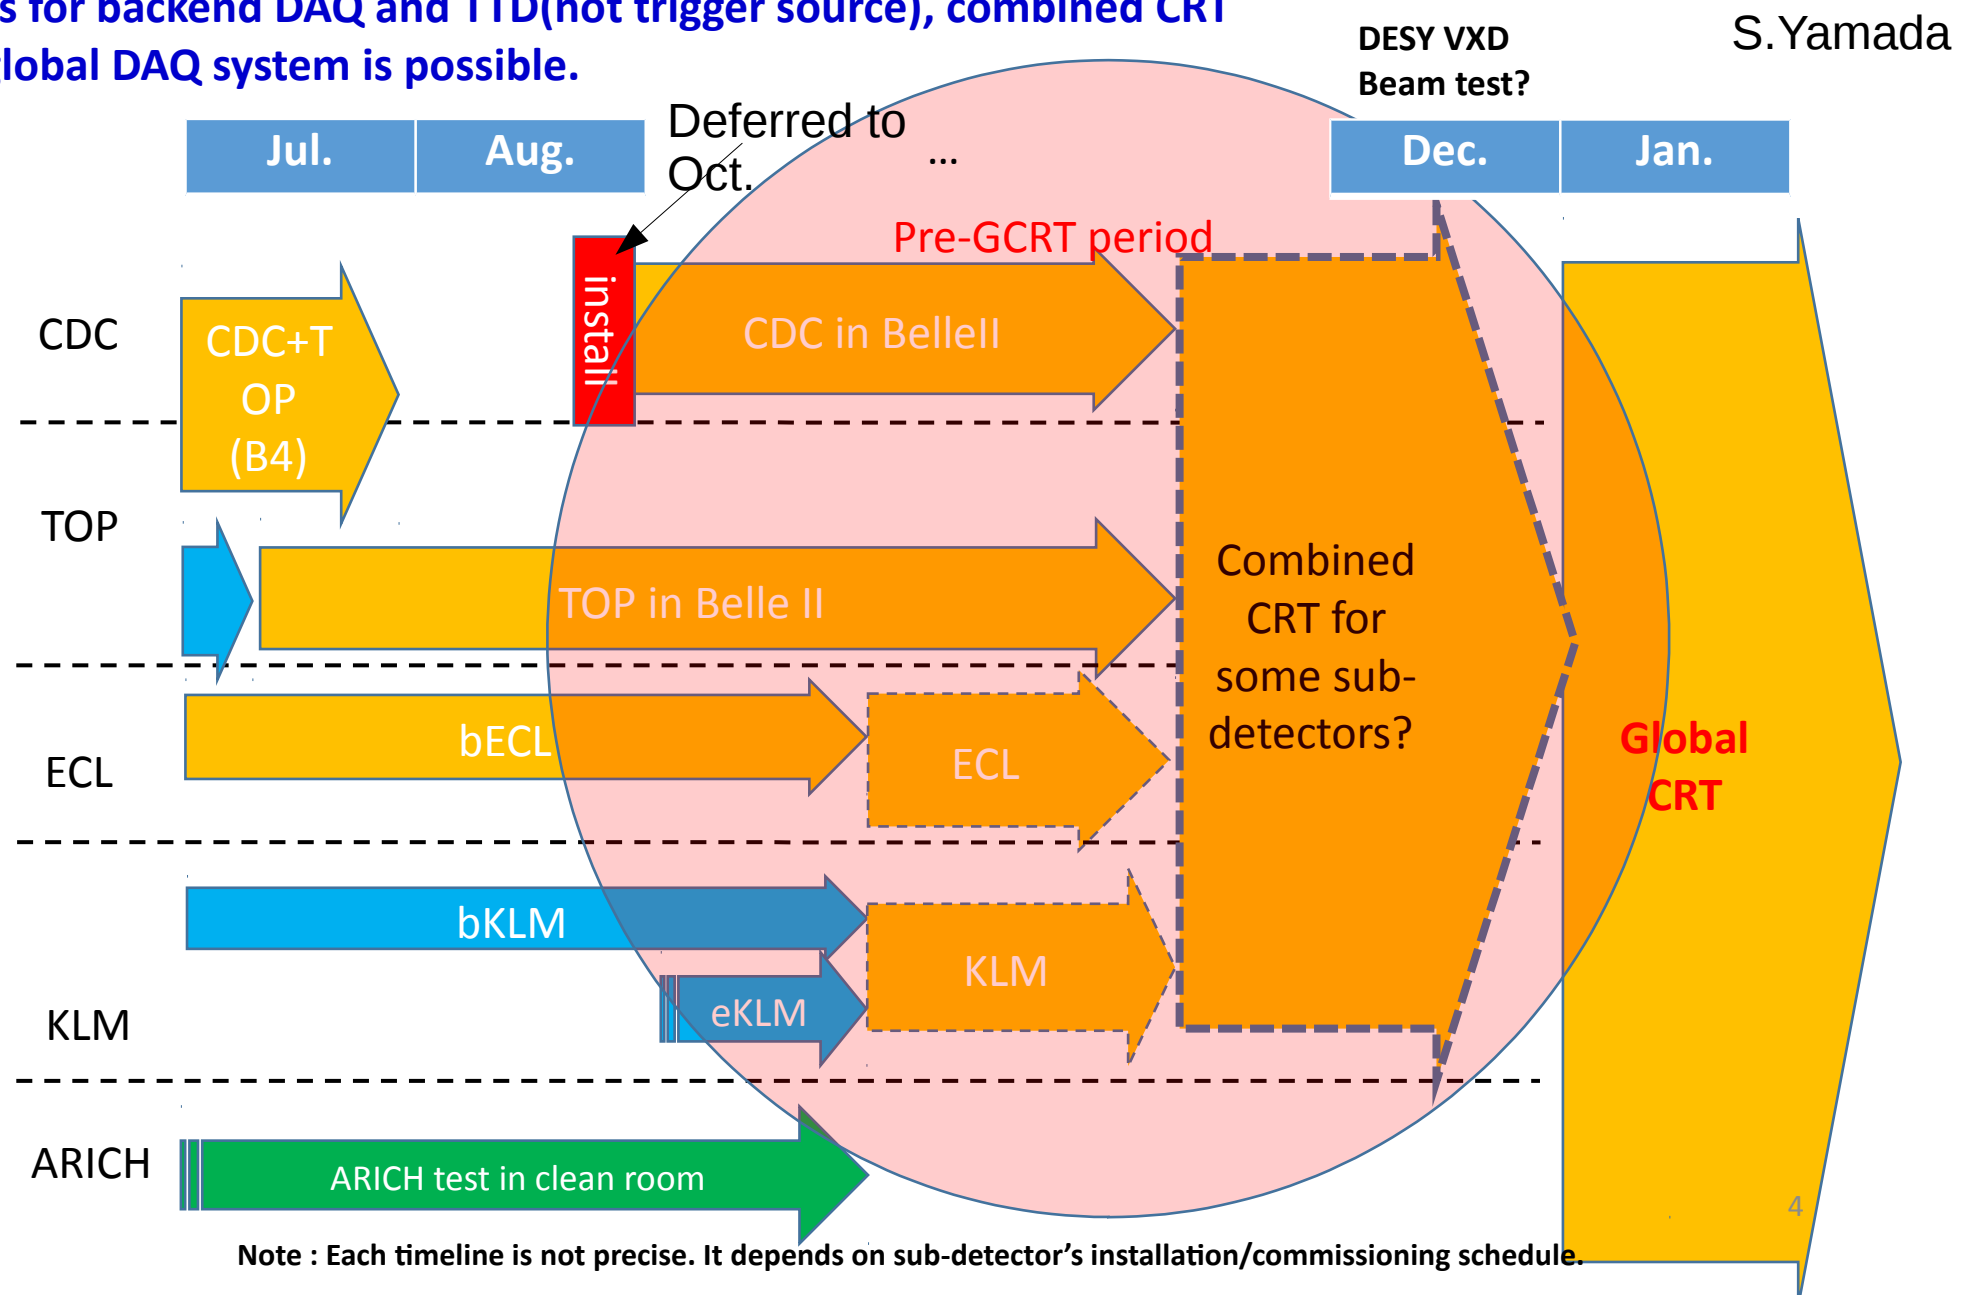 s for backend DAQ and TTD(not trigger source), combined CRT
global DAQ system is possible.
S.Yamada
DESY VXD
Beam test?
Deferred to
Oct.
Jul.
Aug.
...
Dec.
Jan.
Pre-GCRT period
CDC
CDC+T
OP
(B4)
install
CDC in BelleII
TOP
TOP in Belle II
Combined
CRT for
some sub-
detectors?
ECL
bECL
ECL
Global
CRT
KLM
bKLM
eKLM
KLM
ARICH
ARICH test in clean room
4
Note : Each timeline is not precise. It depends on sub-detector's installation/commissioning schedule.